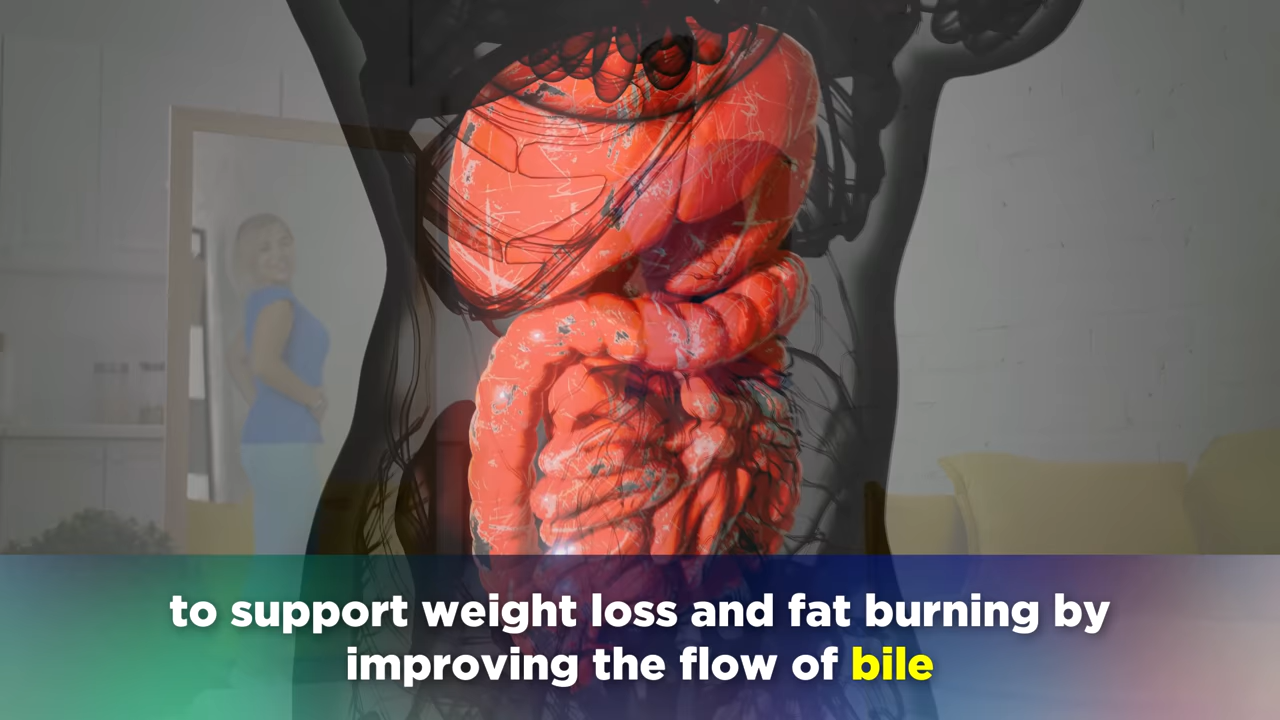 to support weight loss and fat burning by
improving the flow of bile